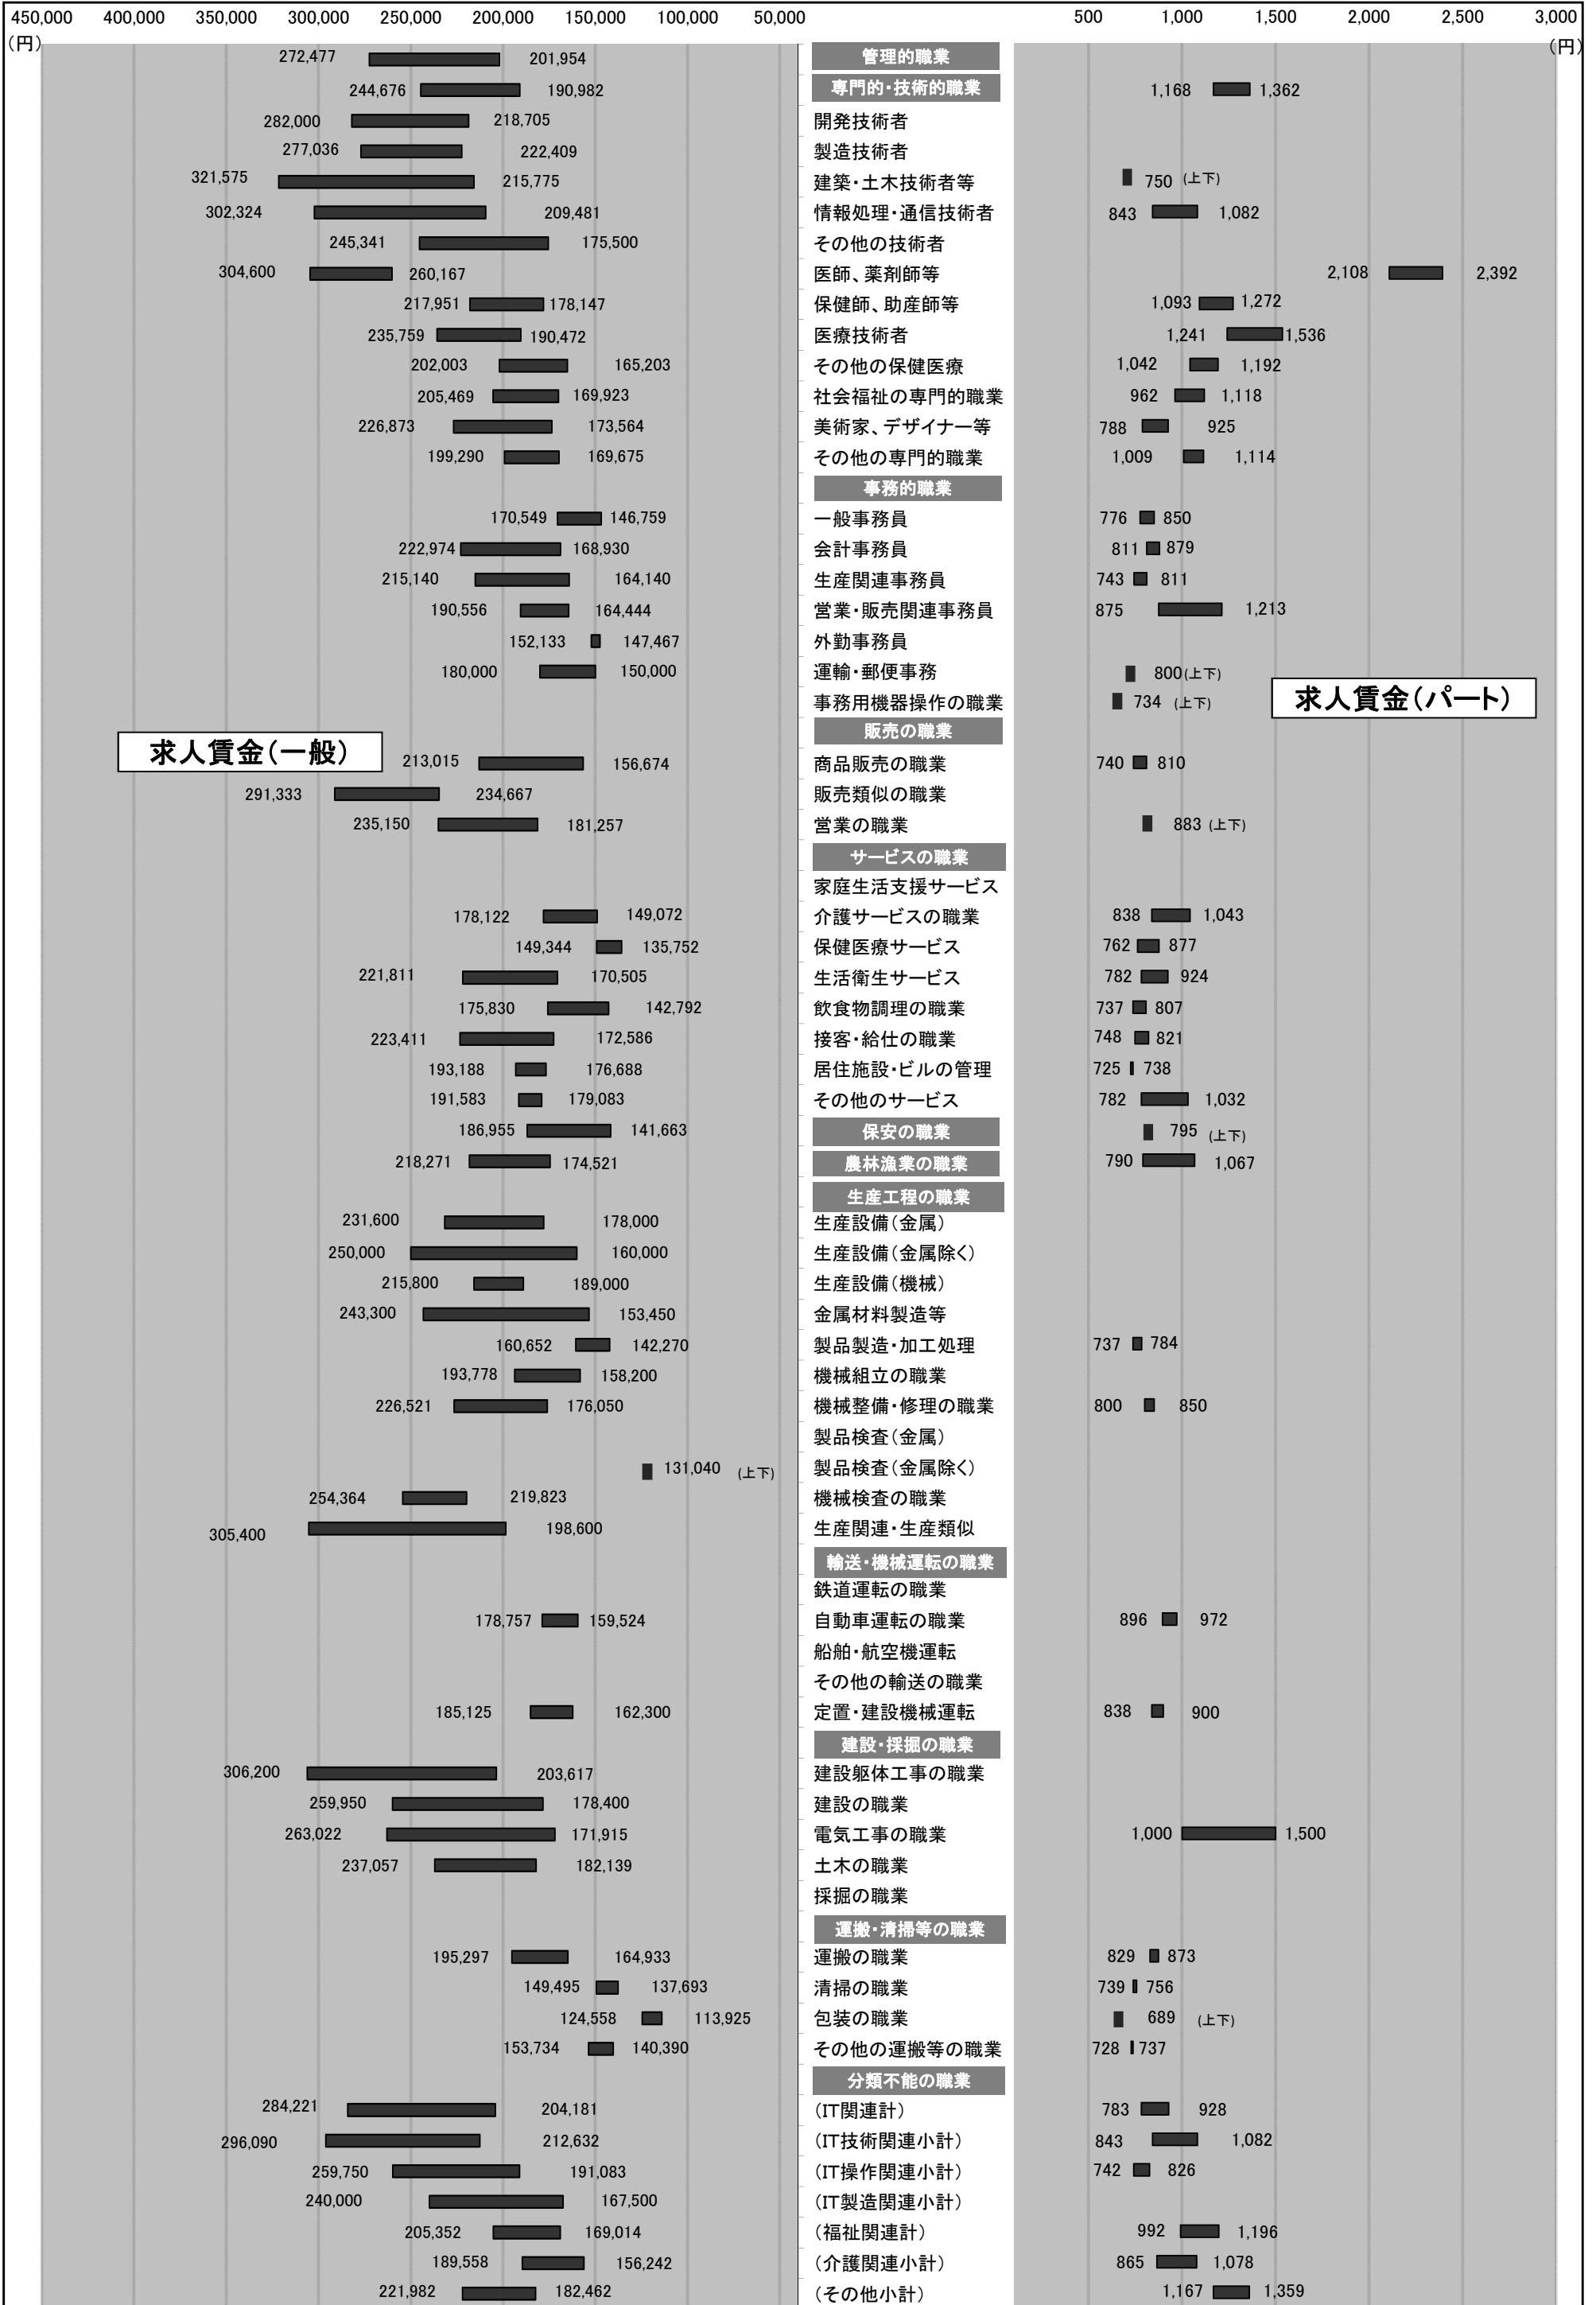 450,000 400,000 350,000 300,000 250,000 200,000 150,000 100,000 50,000 500 1,000 1,500 2,000 2,500 3,000
(円) (円)
272,477 201,954 管理的職業
244,676 190,982 専門的・技術的職業 1,168 1,362
282,000 218,705 開発技術者
277,036 222,409 製造技術者
321,575 215,775 建築・土木技術者等 750 (上下)
302,324 209,481 情報処理・通信技術者 843 1,082
245,341 175,500 その他の技術者
304,600 260,167 医師、薬剤師等 2,108 2,392
217,951 178,147 保健師、助産師等 1,093 1,272
235,759 190,472 医療技術者 1,241 1,536
202,003 165,203 その他の保健医療 1,042 1,192
205,469 169,923 社会福祉の専門的職業 962 1,118
226,873 173,564 美術家、デザイナー等 788 925
199,290 169,675 その他の専門的職業 1,009 1,114
事務的職業
170,549 146,759 一般事務員 776 850
222,974 168,930 会計事務員 811 879
215,140 164,140 生産関連事務員 743 811
190,556 164,444 営業・販売関連事務員 875 1,213
152,133 147,467 外勤事務員
180,000 150,000 運輸・郵便事務 800 (上下)
事務用機器操作の職業 734 (上下)
求人賃金(パート)
販売の職業
求人賃金(一般)
213,015 156,674 商品販売の職業 740 810
291,333 234,667 販売類似の職業
235,150 181,257 営業の職業 883 (上下)
サービスの職業
家庭生活支援サービス
178,122 149,072 介護サービスの職業 838 1,043
149,344 135,752 保健医療サービス 762 877
221,811 170,505 生活衛生サービス 782 924
175,830 142,792 飲食物調理の職業 737 807
223,411 172,586 接客・給仕の職業 748 821
193,188 176,688 居住施設・ビルの管理 725 738
191,583 179,083 その他のサービス 782 1,032
186,955 141,663 保安の職業 795 (上下)
218,271 174,521 農林漁業の職業 790 1,067
生産工程の職業
231,600 178,000 生産設備(金属)
250,000 160,000 生産設備(金属除く)
215,800 189,000 生産設備(機械)
243,300 153,450 金属材料製造等
160,652 142,270 製品製造・加工処理 737 784
193,778 158,200 機械組立の職業
226,521 176,050 機械整備・修理の職業 800 850
製品検査(金属)
131,040 (上下) 製品検査(金属除く)
254,364 219,823 機械検査の職業
305,400 198,600 生産関連・生産類似
輸送・機械運転の職業
鉄道運転の職業
178,757 159,524 自動車運転の職業 896 972
船舶・航空機運転
その他の輸送の職業
185,125 162,300 定置・建設機械運転 838 900
建設・採掘の職業
306,200 203,617 建設躯体工事の職業
259,950 178,400 建設の職業
263,022 171,915 電気工事の職業 1,000 1,500
237,057 182,139 土木の職業
採掘の職業
運搬・清掃等の職業
195,297 164,933 運搬の職業 829 873
149,495 137,693 清掃の職業 739 756
124,558 113,925 包装の職業 689 (上下)
153,734 140,390 その他の運搬等の職業 728 737
分類不能の職業
284,221 204,181 (IT関連計) 783 928
296,090 212,632 (IT技術関連小計) 843 1,082
259,750 191,083 (IT操作関連小計) 742 826
240,000 167,500 (IT製造関連小計)
205,352 169,014 (福祉関連計) 992 1,196
189,558 156,242 (介護関連小計) 865 1,078
221,982 182,462 (その他小計) 1,167 1,359